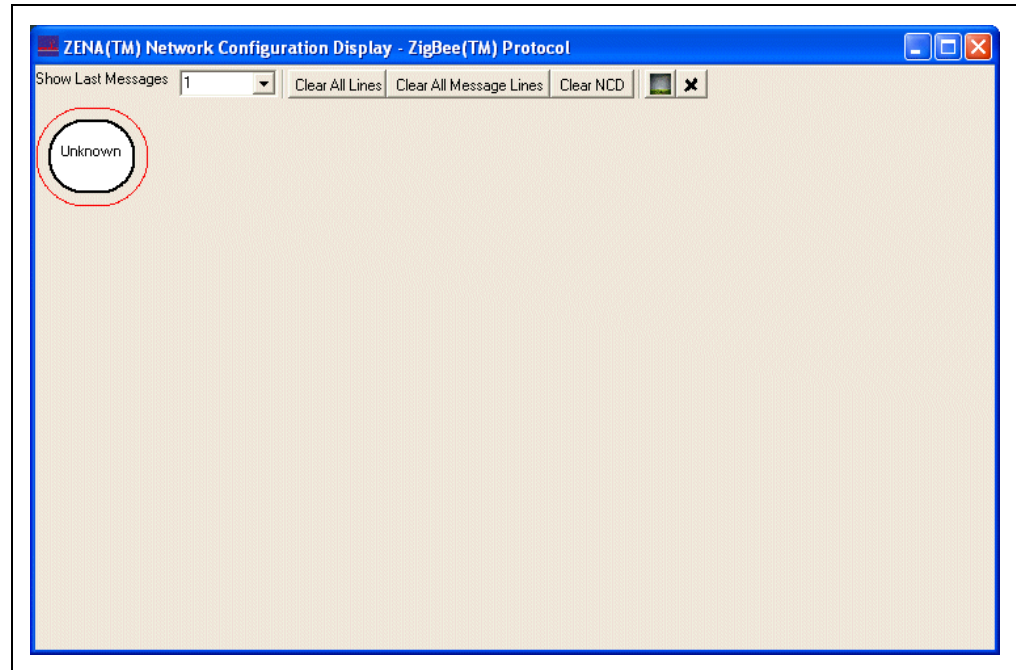 ZENA(TM) Network Configuration Display - ZigBee(TM) Protocol
Show Last Messages 1 Clear All Lines Clear All Message Lines Clear NCD
Unknown